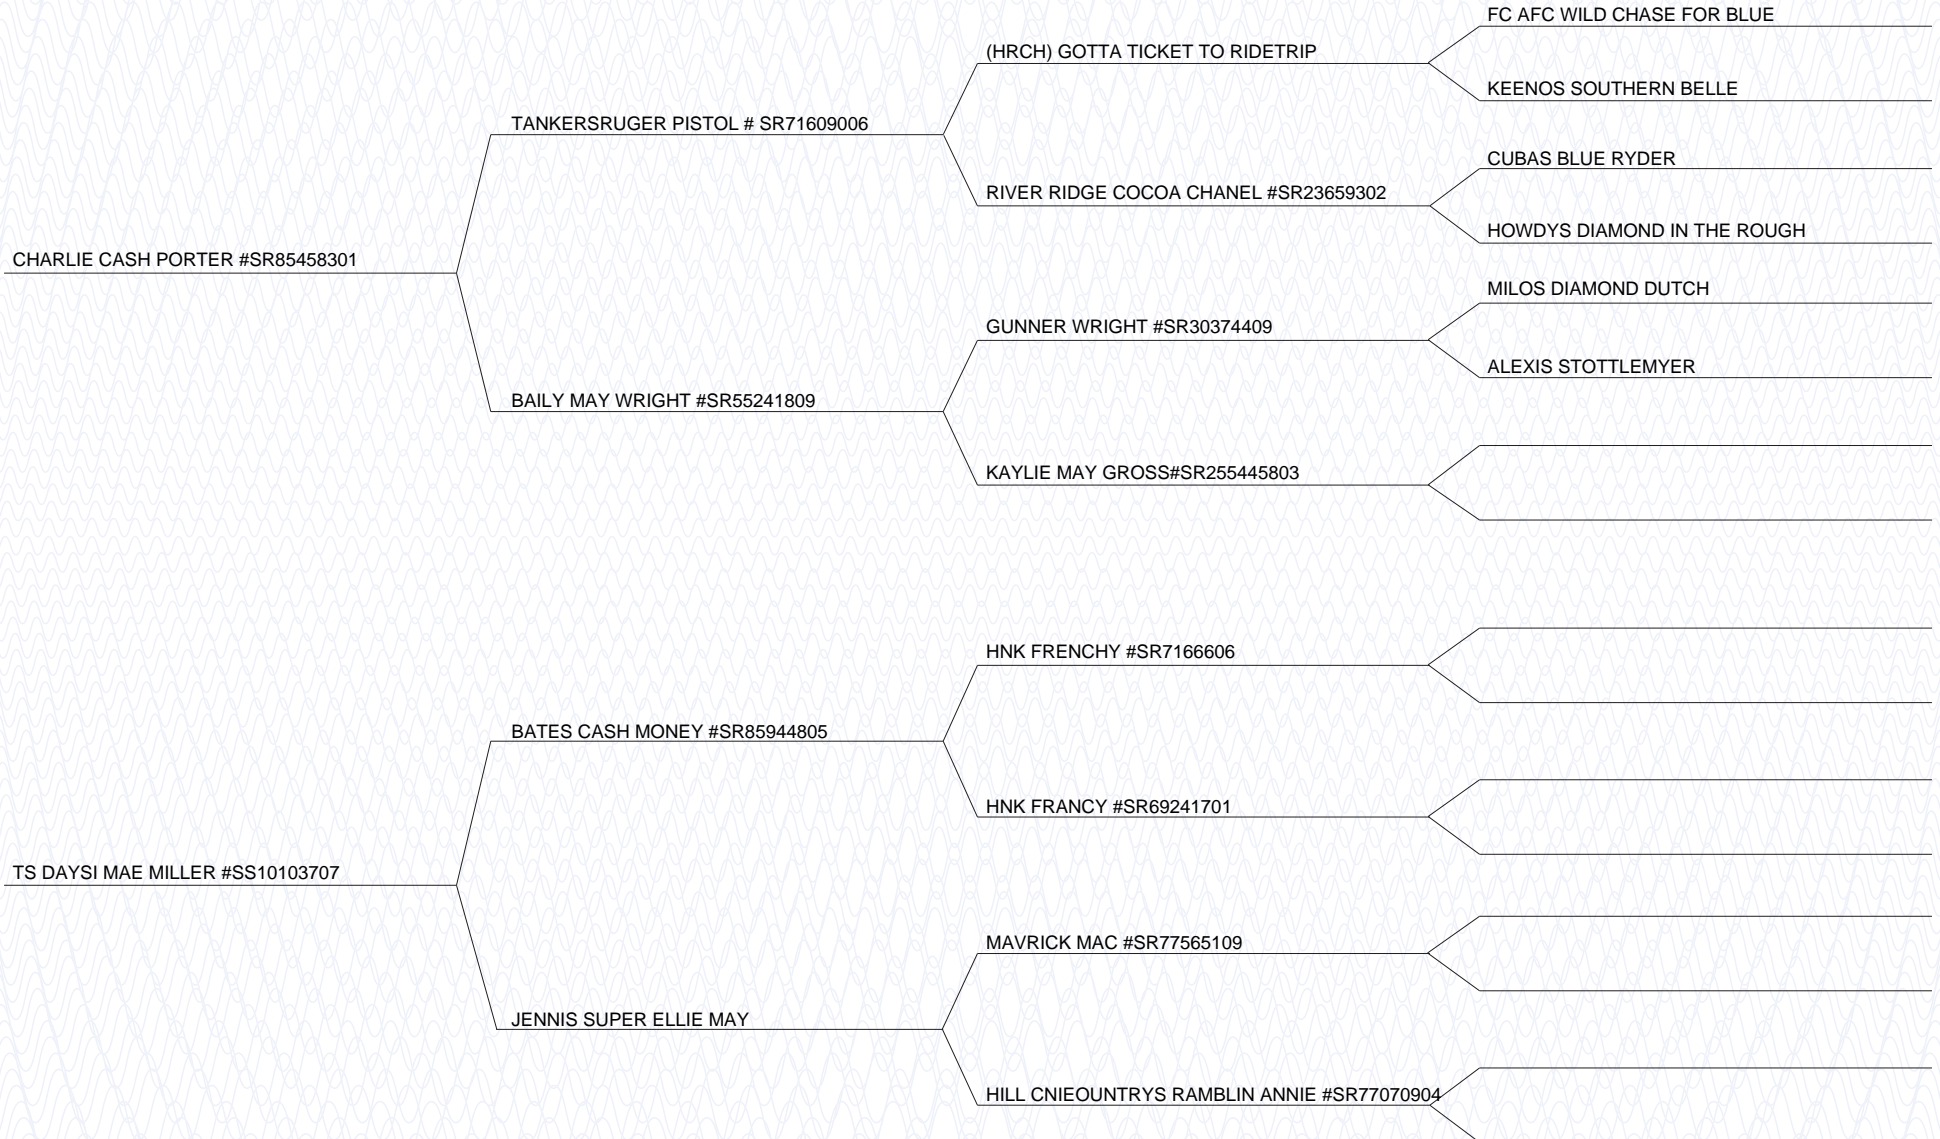 FC AFC WILD CHASE FOR BLUE
(HRCH) GOTTA TICKET TO RIDETRIP
KEENOS SOUTHERN BELLE
TANKERSRUGER PISTOL # SR71609006
CUBAS BLUE RYDER
RIVER RIDGE COCOA CHANEL #SR23659302
HOWDYS DIAMOND IN THE ROUGH
CHARLIE CASH PORTER #SR85458301
MILOS DIAMOND DUTCH
GUNNER WRIGHT #SR30374409
ALEXIS STOTTLEMYER
BAILY MAY WRIGHT #SR55241809
KAYLIE MAY GROSS#SR255445803
HNK FRENCHY #SR7166606
BATES CASH MONEY #SR85944805
HNK FRANCY #SR69241701
TS DAYSI MAE MILLER #SS10103707
MAVRICK MAC #SR77565109
JENNIS SUPER ELLIE MAY
HILL CNIEOUNTRYS RAMBLIN ANNIE #SR77070904